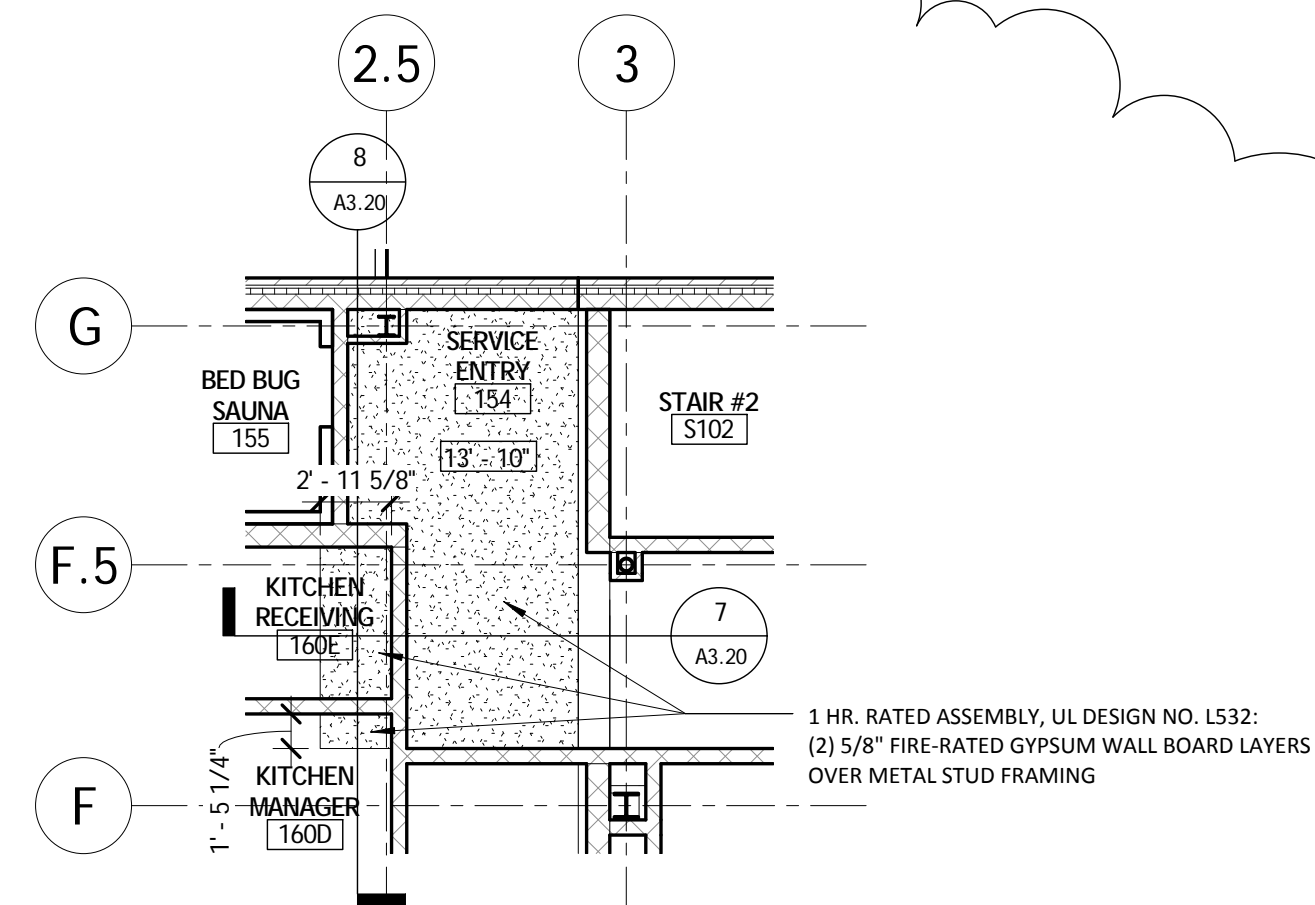 2.5
3
8
A3.20
G
SERVICE
ENTRY
154
BED BUG
SAUNA
155
STAIR #2
S102
13' - 10"
2' - 11 5/8"
F.5
KITCHEN
RECEIVING
160E
7
A3.20
1 HR. RATED ASSEMBLY, UL DESIGN NO. L532:
(2) 5/8" FIRE-RATED GYPSUM WALL BOARD LAYERS
OVER METAL STUD FRAMING
1' - 5 1/4"
F
KITCHEN
MANAGER
160D